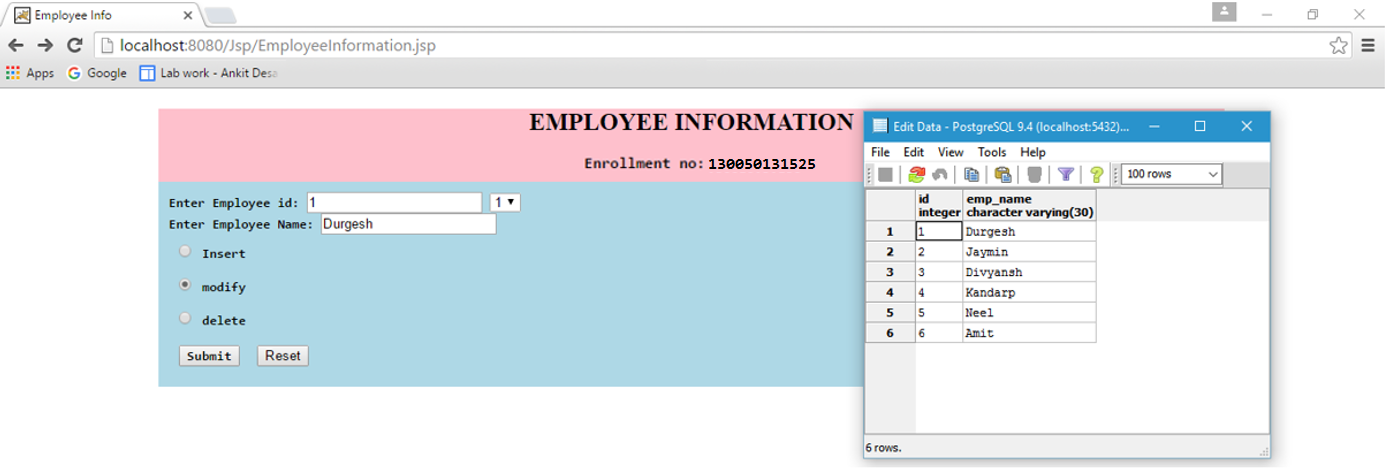 Employee Info
localhost:8080/Jsp/EmployeeInformation.jsp
Apps Google Lab work - Ankit Desa
EMPLOYEE INFORMATION
Enrollment no: 130050131525
Enter Employee id: 1 1
Enter Employee Name: Durgesh
Insert
modify
delete
Submit Reset
Edit Data - PostgreSQL 9.4 (localhost:5432)...
File Edit View Tools Help
100 rows
id emp_name
integer character varying(30)
1 1 Durgesh
2 2 Jaymin
3 3 Divyansh
4 4 Kandarp
5 5 Neel
6 6 Amit
6 rows.